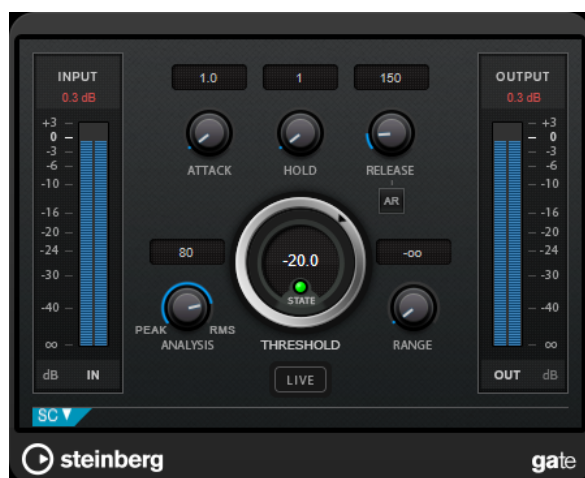 INPUT
0.3 dB
1.0
1
150
OUTPUT
0.3 dB
+3
0
-3
-6
-10
-16
-20
-24
-30
-40
∞
dB
IN
ATTACK
HOLD
RELEASE
AR
80
-20.0
STATE
-∞
PEAK
RMS
ANALYSIS
THRESHOLD
RANGE
LIVE
+3
0
-3
-6
-10
-16
-20
-24
-30
-40
∞
OUT
dB
SC
steinberg
gate